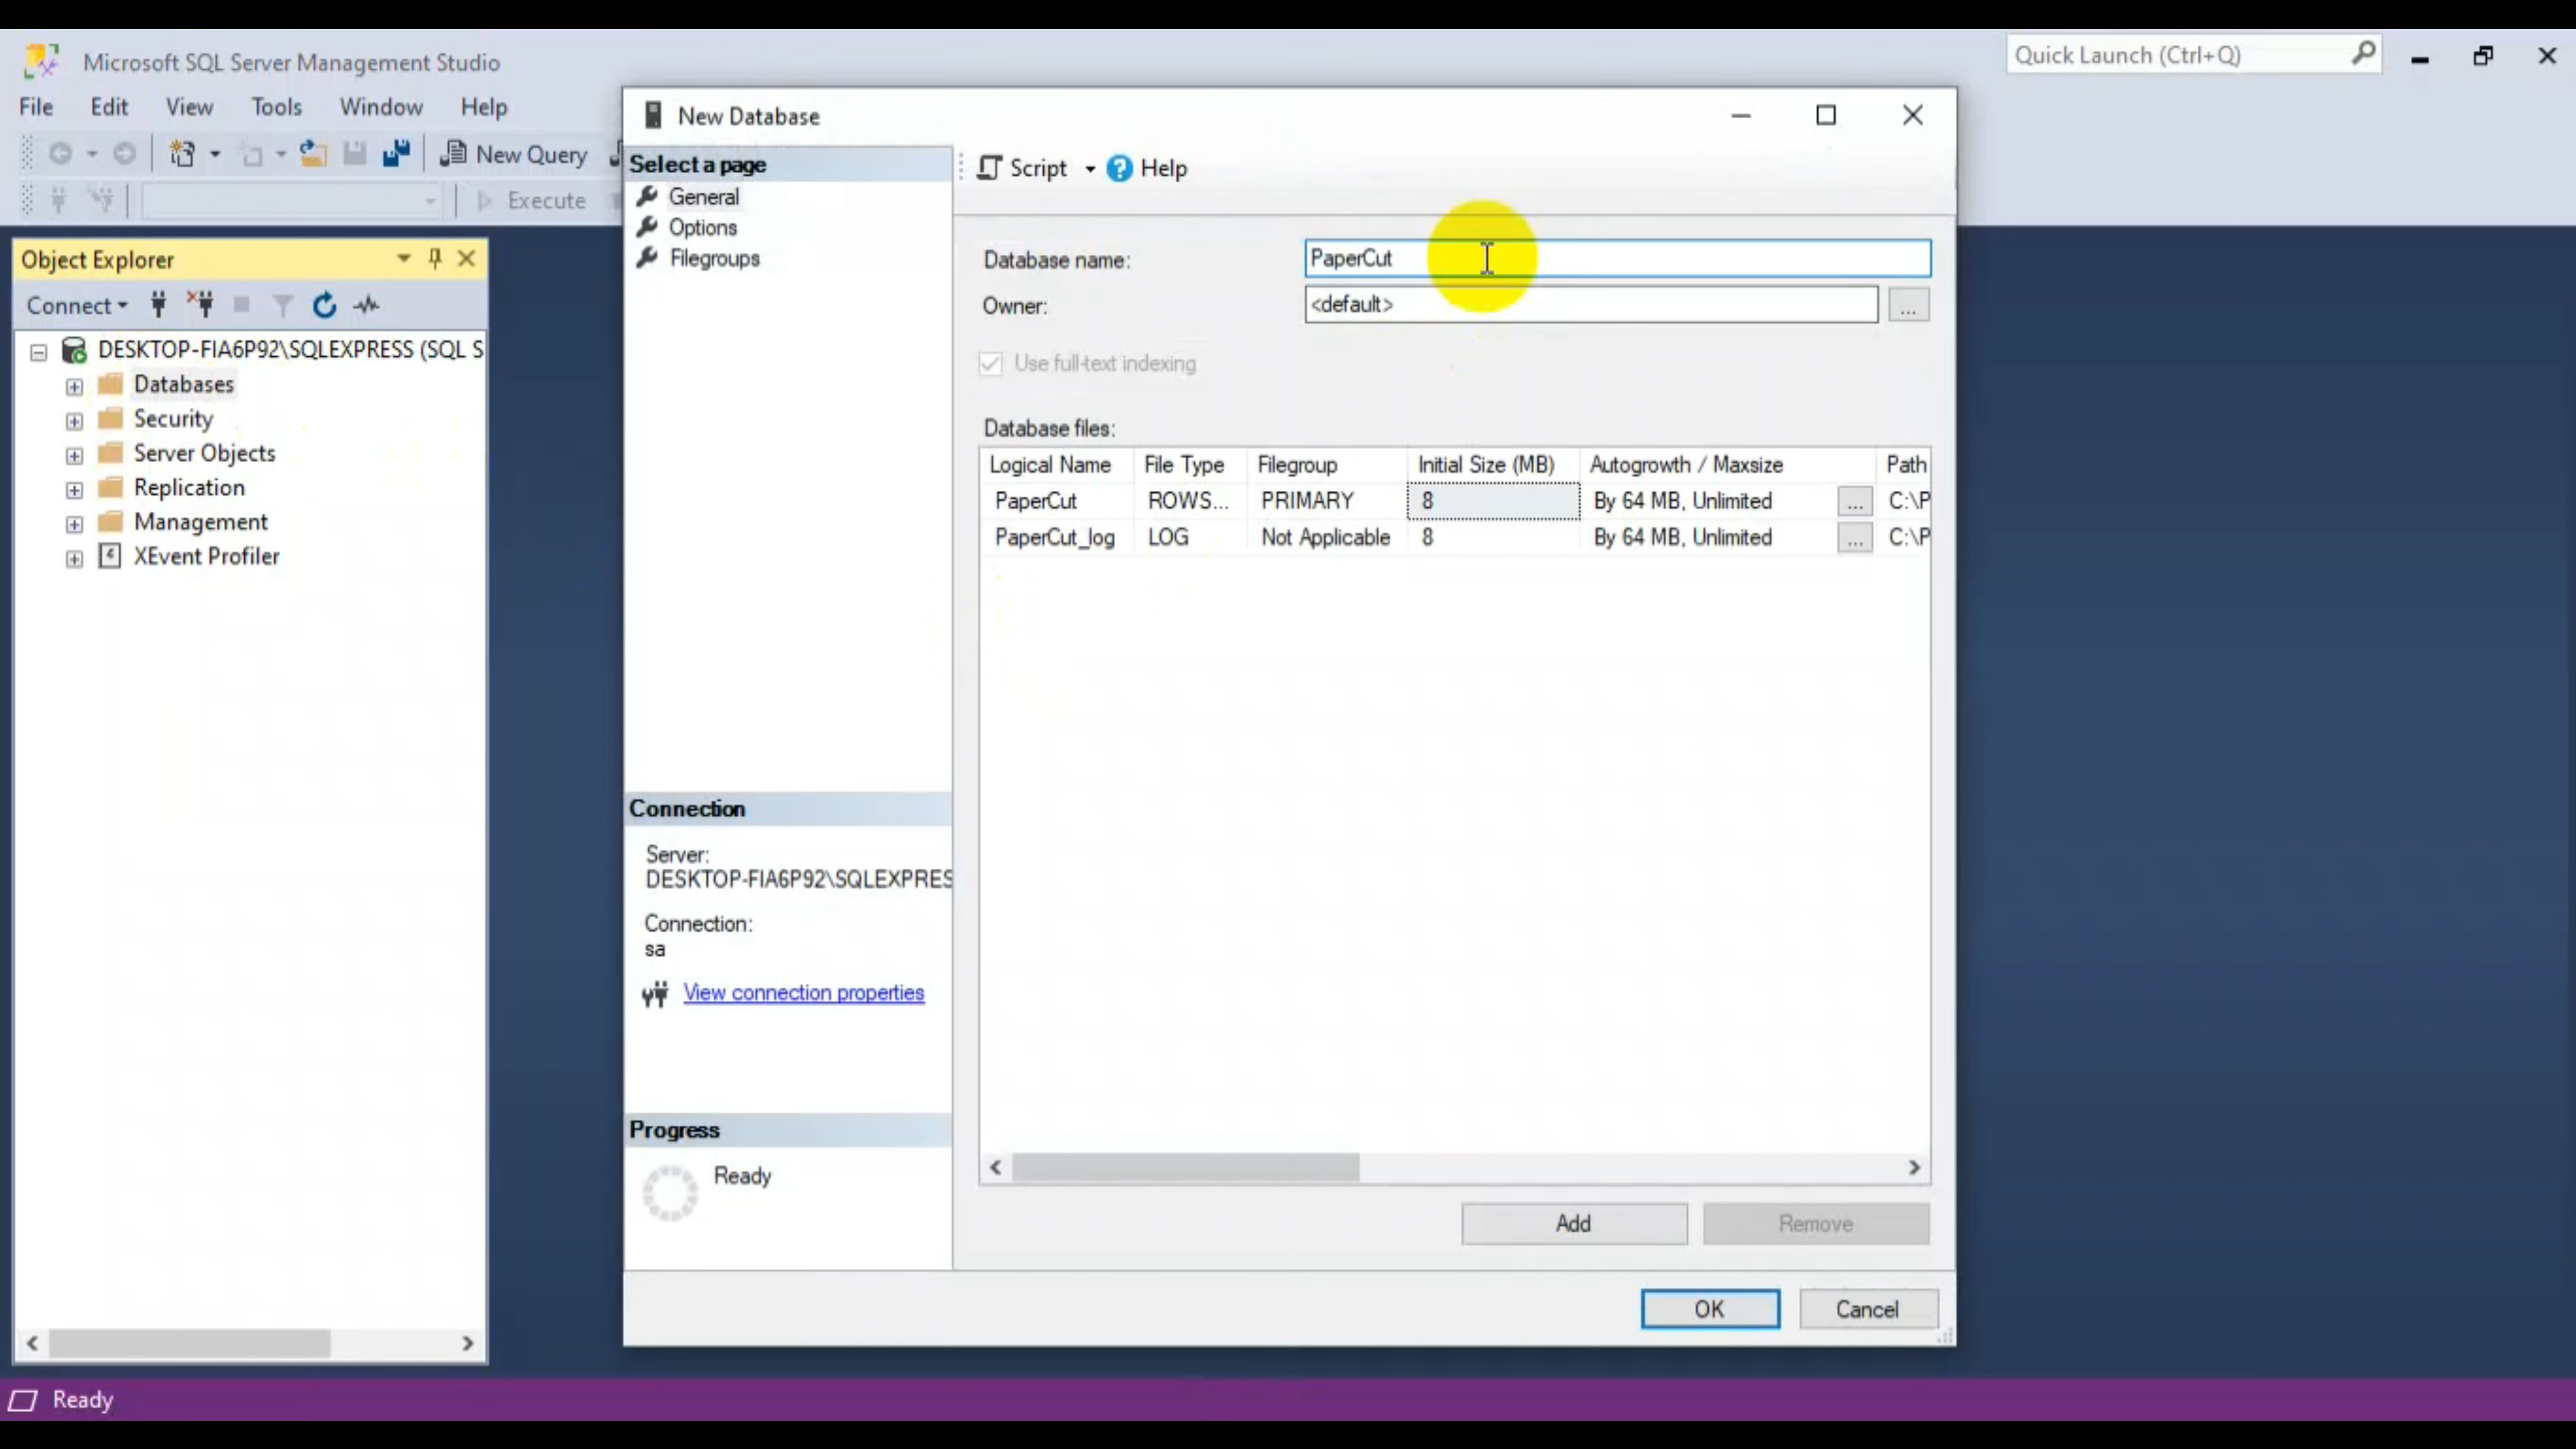 Microsoft SQL Server Management Studio
Quick Launch (Ctrl+Q)
File Edit View Tools Window Help
New Query
Execute
Object Explorer
Connect
DESKTOP-FIA6P92\SQLEXPRESS (SQL S
Databases
Security
Server Objects
Replication
Management
XEvent Profiler
New Database
Select a page
General
Options
Filegroups
Connection
Server:
DESKTOP-FIA6P92\SQLEXPRES
Connection:
sa
View connection properties
Progress
Ready
Script ? Help
Database name: PaperCut
Owner: <default> ...
Use full-text indexing
Database files:
Logical Name File Type Filegroup Initial Size (MB) Autogrowth / Maxsize Path
PaperCut ROWS... PRIMARY 8 By 64 MB, Unlimited ... C:\P
PaperCut_log LOG Not Applicable 8 By 64 MB, Unlimited ... C:\P
Add Remove
OK Cancel
Ready